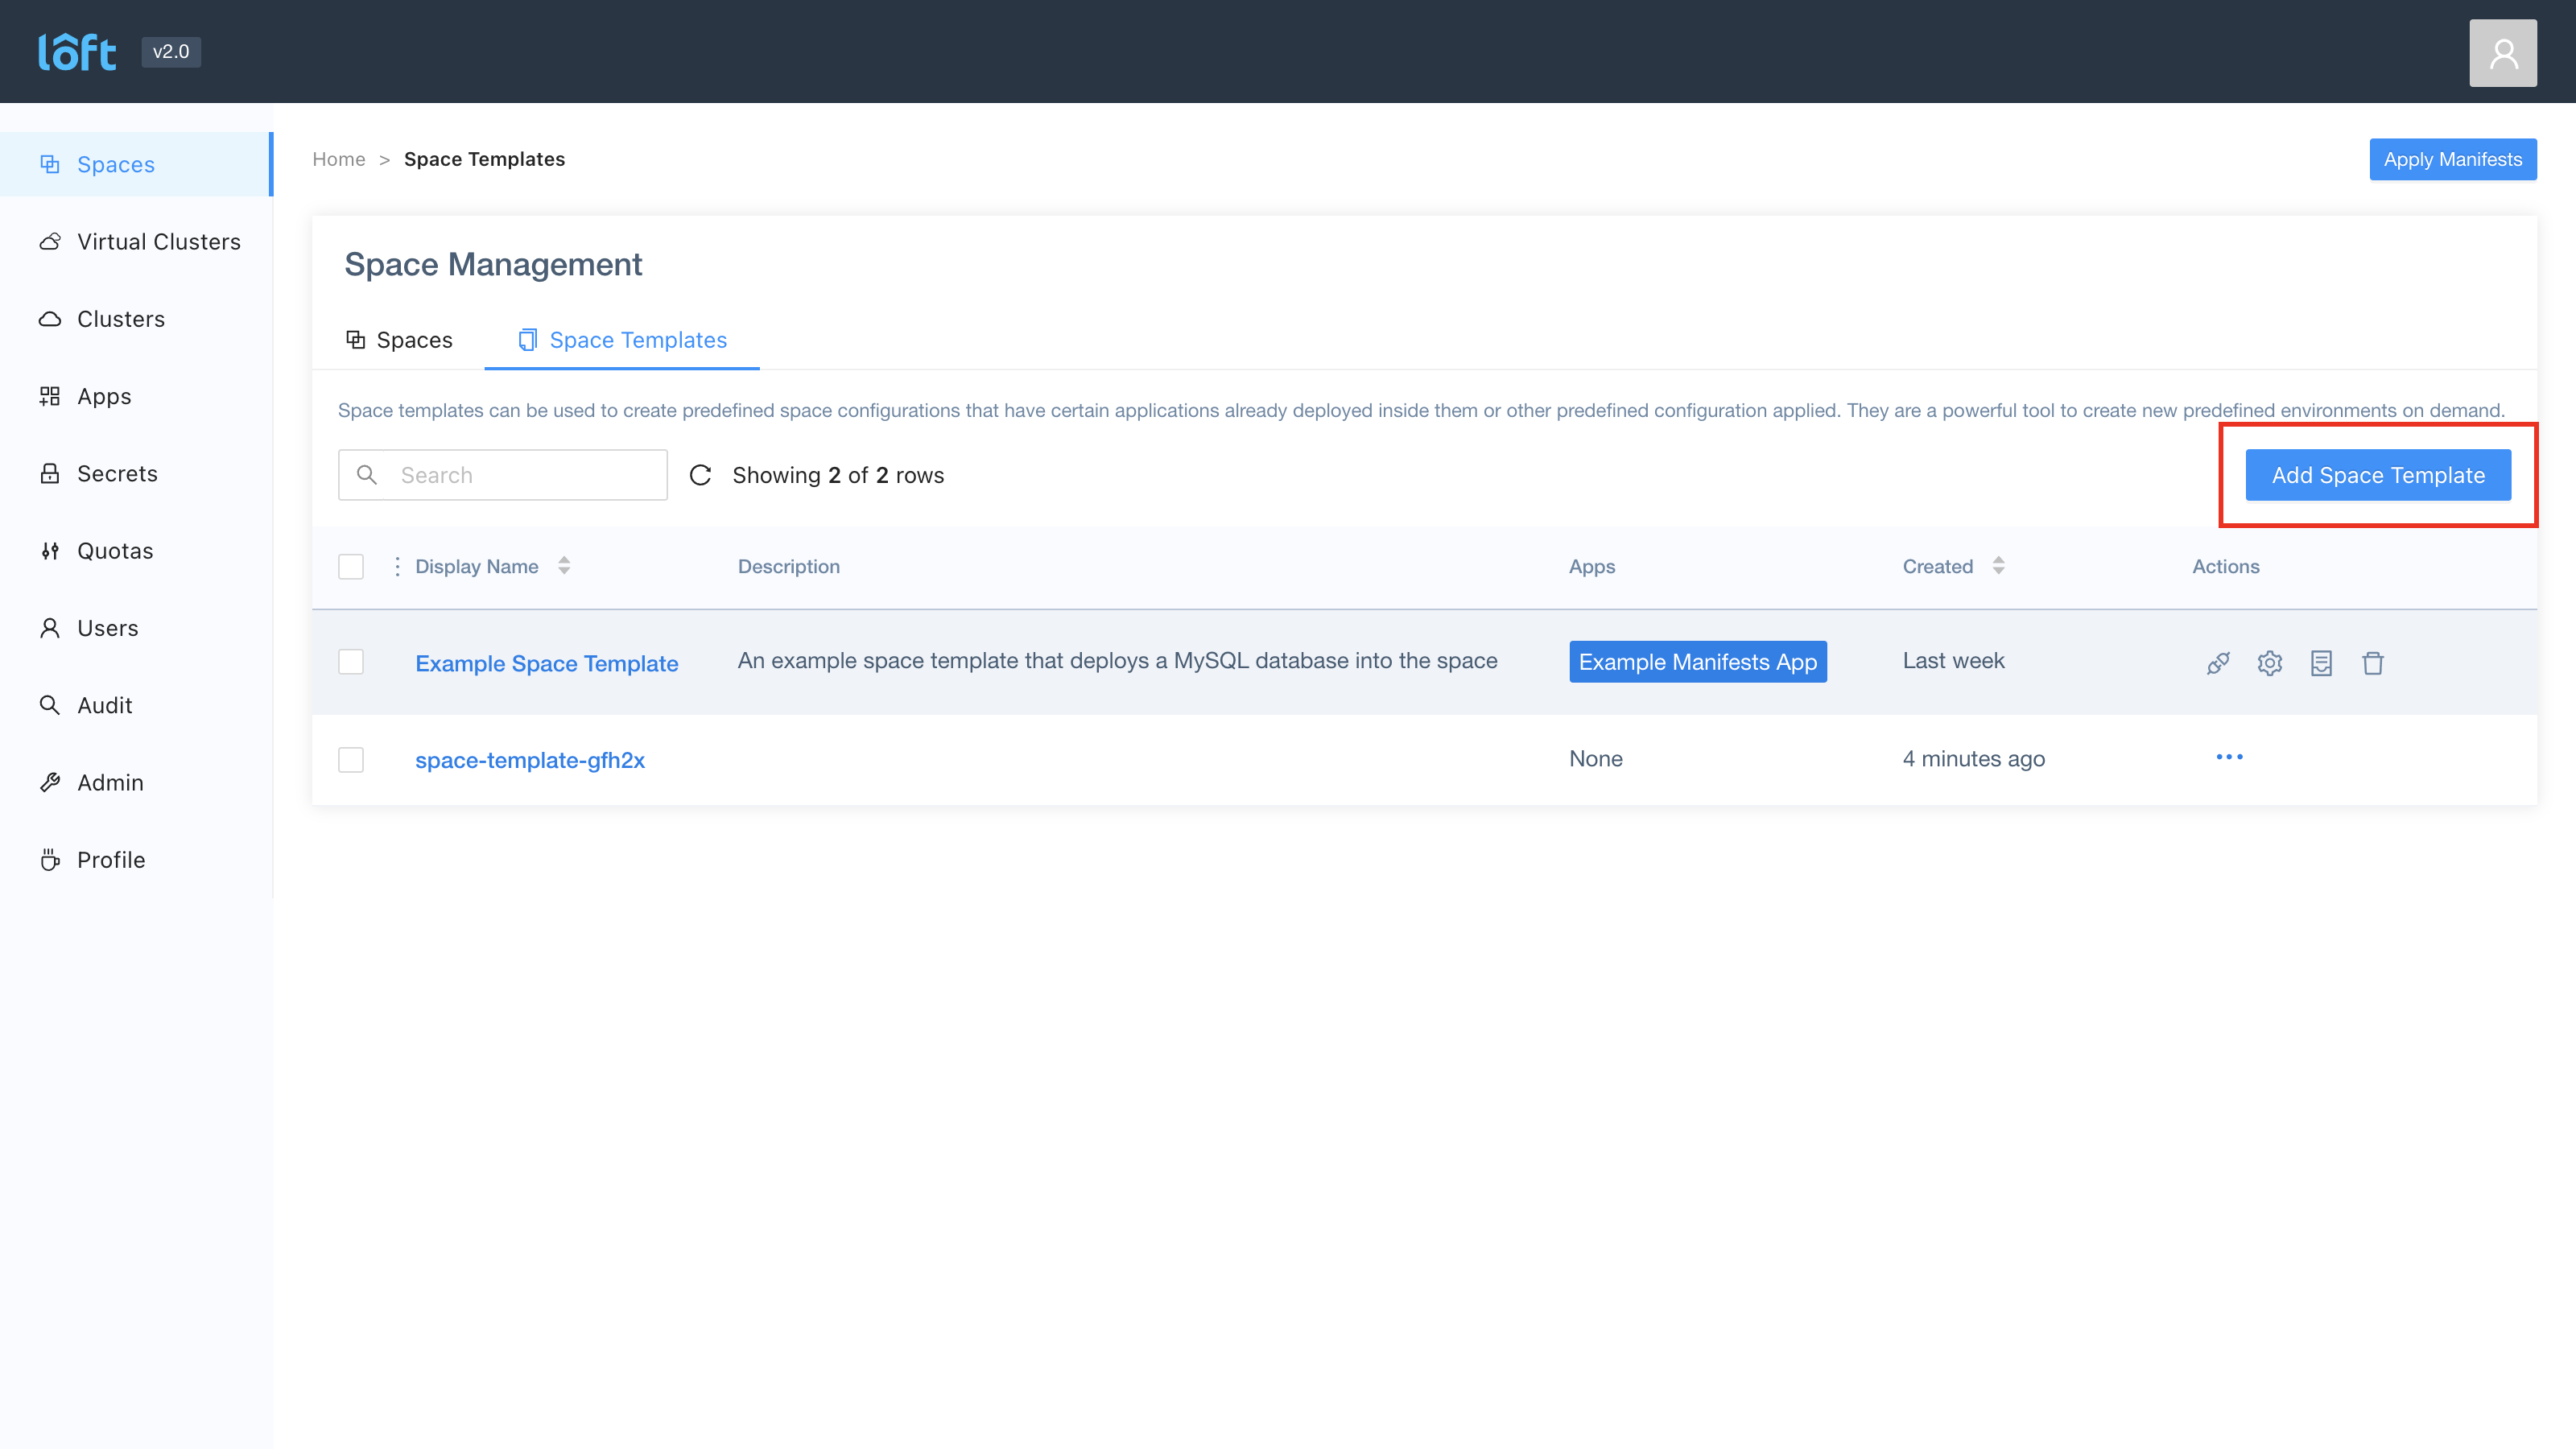 loft v2.0
Home > Space Templates Apply Manifests
Spaces
Virtual Clusters
Clusters
Apps
Secrets
Quotas
Users
Audit
Admin
Profile
Space Management
Spaces Space Templates
Space templates can be used to create predefined space configurations that have certain applications already deployed inside them or other predefined configuration applied. They are a powerful tool to create new predefined environments on demand.
Search Showing 2 of 2 rows Add Space Template
Display Name Description Apps Created Actions
Example Space Template An example space template that deploys a MySQL database into the space Example Manifests App Last week
space-template-gfh2x None 4 minutes ago